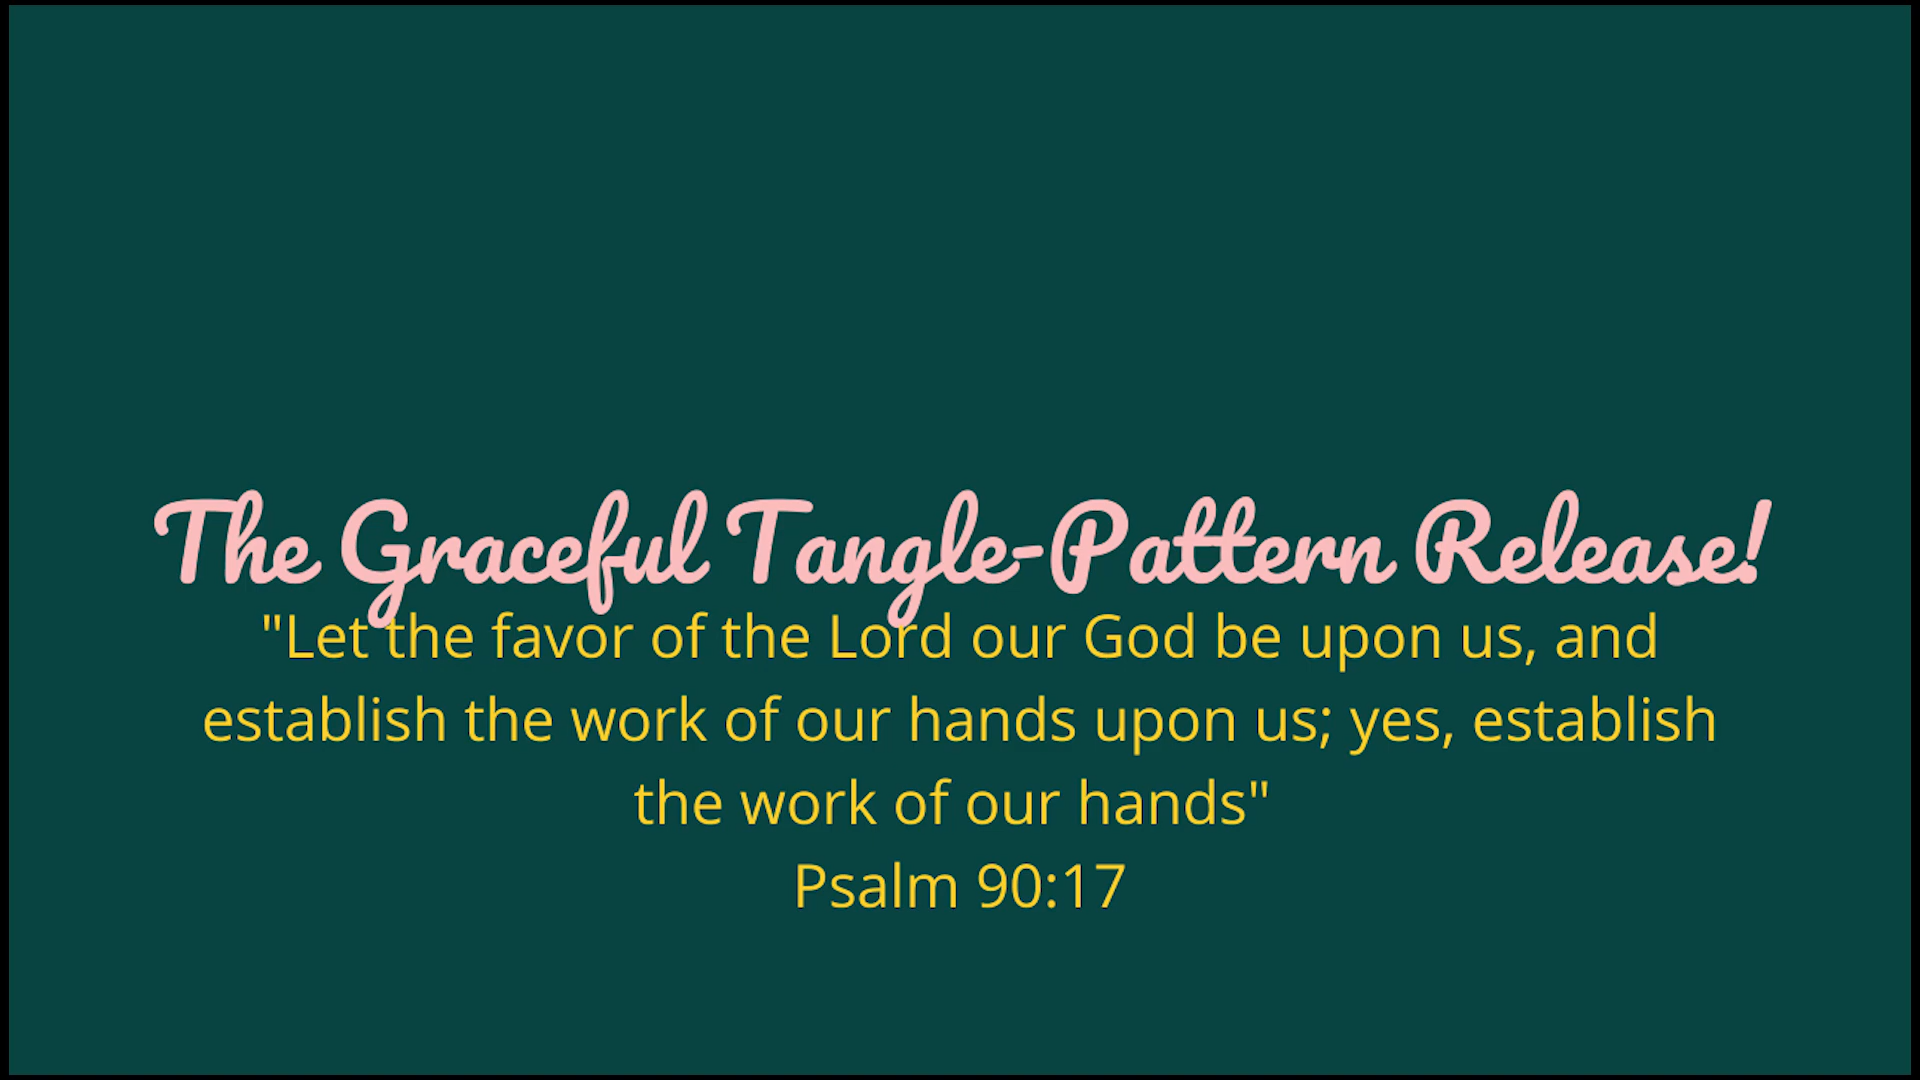 The Graceful Tangle-Pattern Release!
"Let the favor of the Lord our God be upon us, and
establish the work of our hands upon us; yes, establish
the work of our hands"
Psalm 90:17